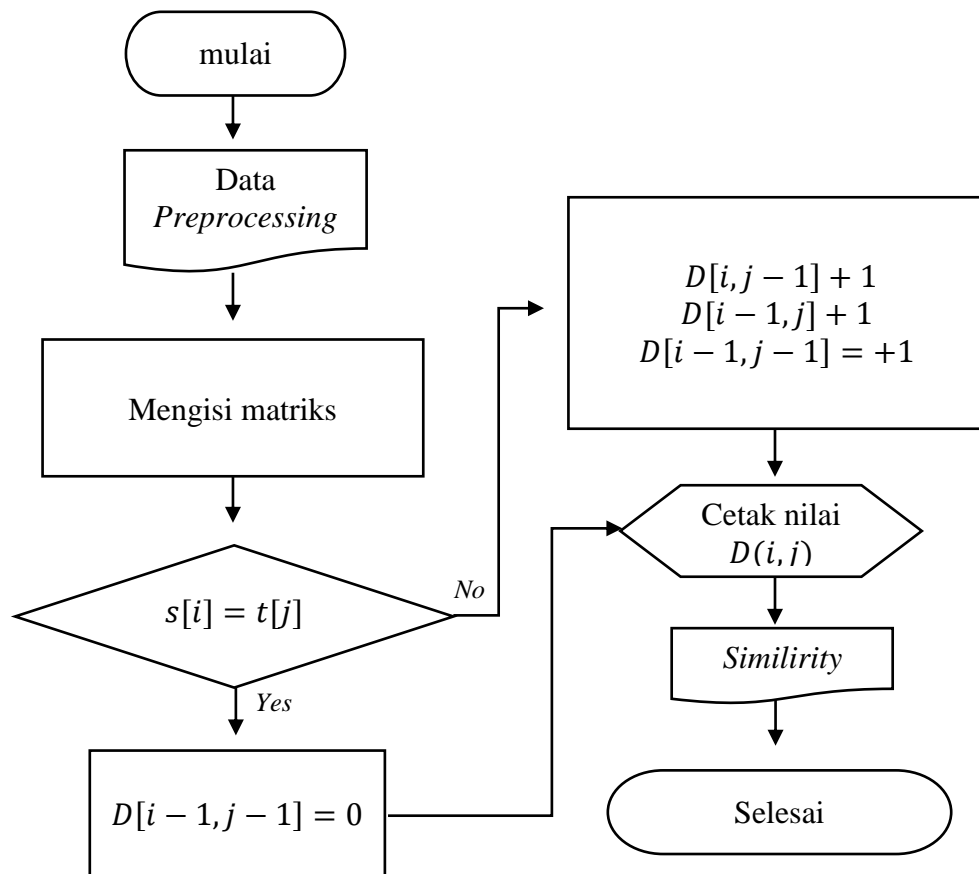 mulai
Data
Preprocessing
Mengisi matriks
s[i] = t[j]
No
Yes
D[i − 1, j − 1] = 0
D[i, j − 1] + 1
D[i − 1, j] + 1
D[i − 1, j − 1] = +1
Cetak nilai
D(i, j)
Similirity
Selesai